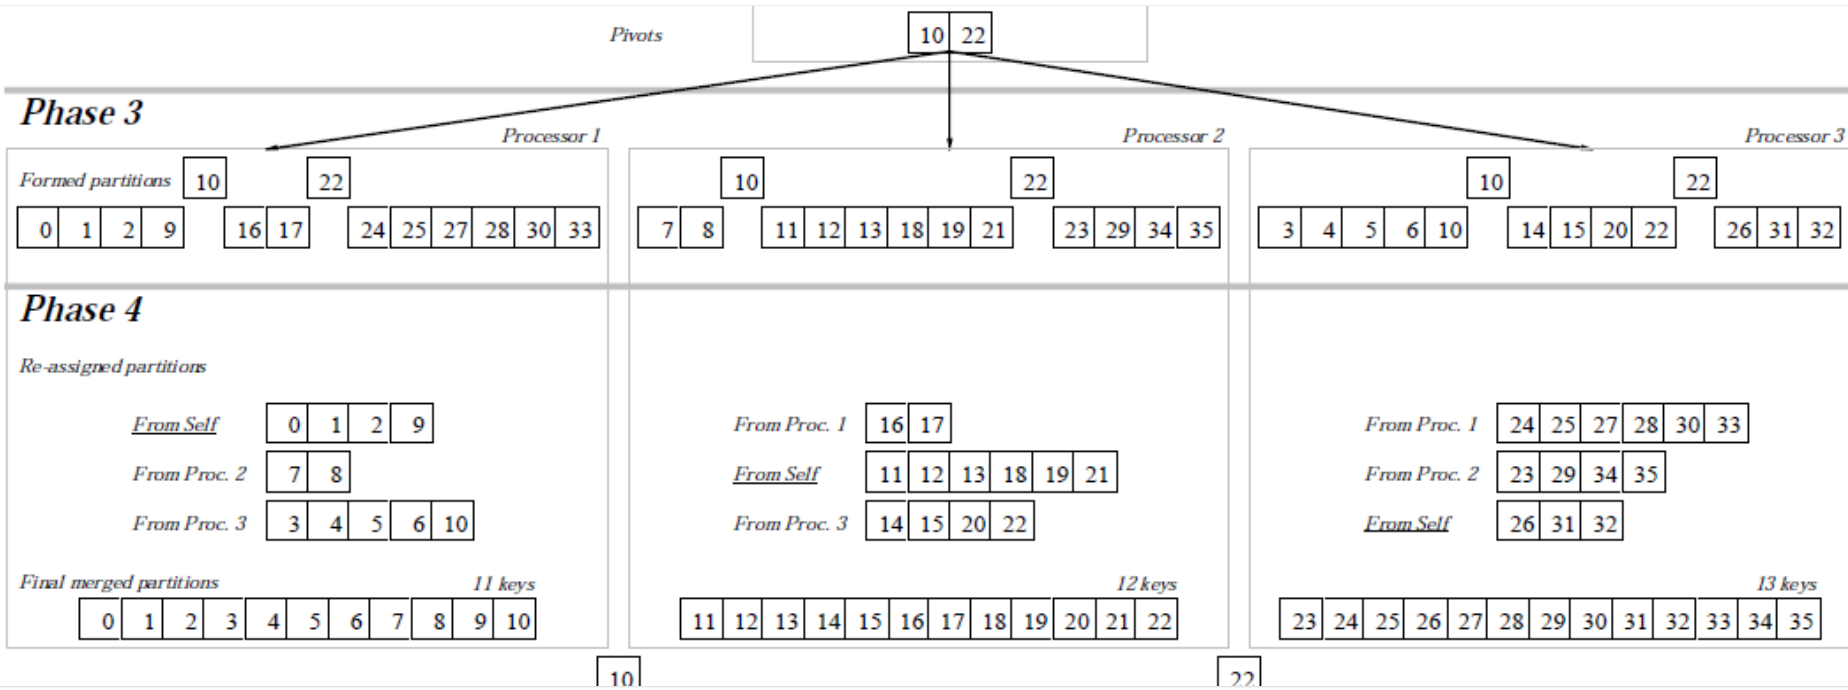 Pivots 10 22
Phase 3
Processor 1 Processor 2 Processor 3
Formed partitions 10 22 10 22 10 22
0 1 2 9 16 17 24 25 27 28 30 33 7 8 11 12 13 18 19 21 23 29 34 35 3 4 5 6 10 14 15 20 22 26 31 32
Phase 4
Re-assigned partitions
From Self 0 1 2 9 From Proc. 1 16 17 From Proc. 1 24 25 27 28 30 33
From Proc. 2 7 8 From Self 11 12 13 18 19 21 From Proc. 2 23 29 34 35
From Proc. 3 3 4 5 6 10 From Proc. 3 14 15 20 22 From Self 26 31 32
Final merged partitions 11 keys 12 keys 13 keys
0 1 2 3 4 5 6 7 8 9 10 11 12 13 14 15 16 17 18 19 20 21 22 23 24 25 26 27 28 29 30 31 32 33 34 35
10 22